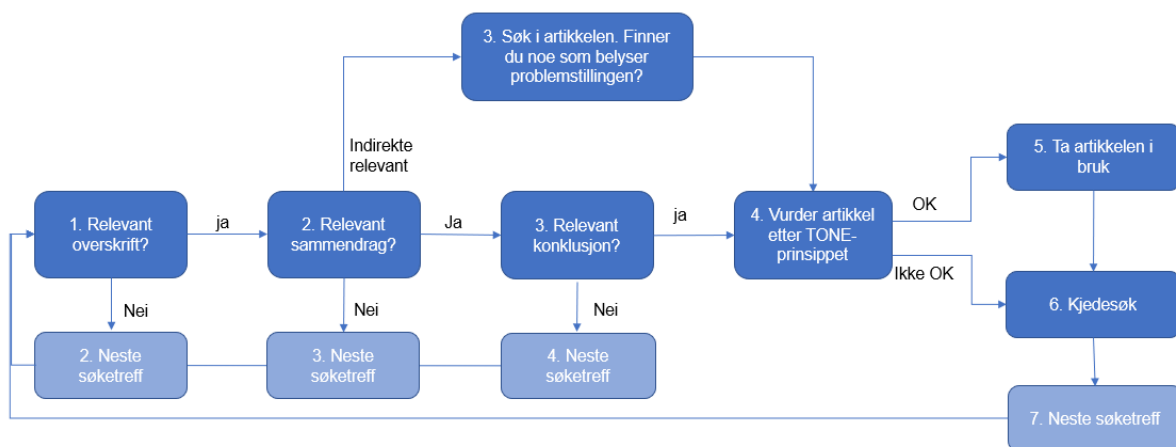 3. Søk i artikkelen. Finner
du noe som belyser
problemstillingen?
Indirekte
relevant
1. Relevant
overskrift?
ja
2. Relevant
sammendrag?
Ja
3. Relevant
konklusjon?
ja
4. Vurder artikkel
etter TONE-
prinsippet
OK
Ikke OK
5. Ta artikkelen i
bruk
6. Kjedesøk
Nei
Nei
Nei
2. Neste
søketreff
3. Neste
søketreff
4. Neste
søketreff
7. Neste søketreff